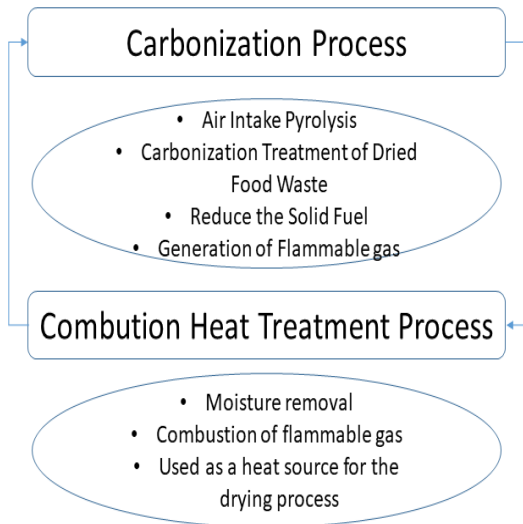 Carbonization Process
• Air Intake Pyrolysis
• Carbonization Treatment of Dried
Food Waste
• Reduce the Solid Fuel
• Generation of Flammable gas
Combution Heat Treatment Process
• Moisture removal
• Combustion of flammable gas
• Used as a heat source for the
drying process